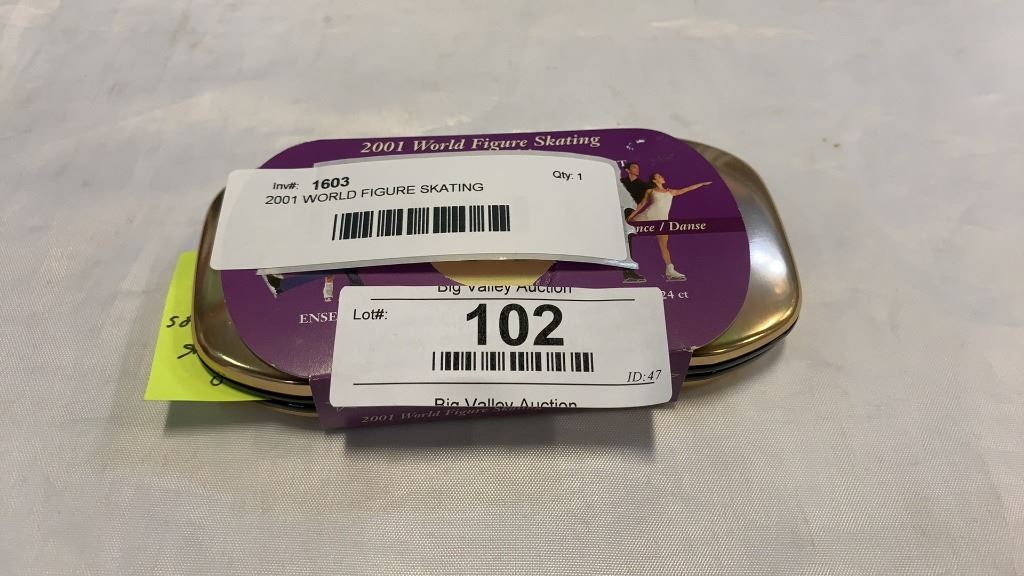 2001 World Figure Skating
Inv#: 1603 Qty: 1
2001 WORLD FIGURE SKATING
nce / Danse
Big Valley Auction
24 ct
ENSE
Lot#: 102
ID:47
Big Valley Auction
2001 World Figure Skating